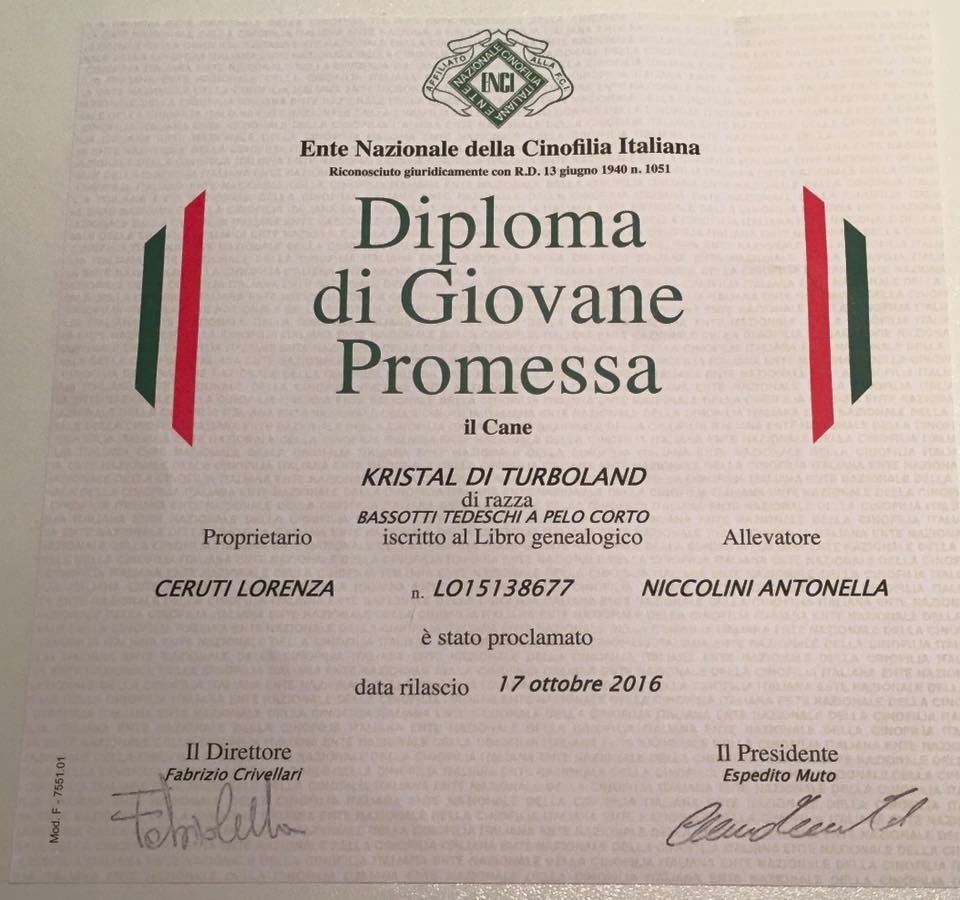 AFFILIATO ALLA F.C.I.
ENTE NAZIONALE CINOFILIA ITALIANA
ENCI
Ente Nazionale della Cinofilia Italiana
Riconosciuto giuridicamente con R.D. 13 giugno 1940 n. 1051
Diploma
di Giovane
Promessa
il Cane
KRISTAL DI TURBOLAND
di razza
BASSOTTI TEDESCHI A PELO CORTO
Proprietario iscritto al Libro genealogico Allevatore
CERUTI LORENZA n. LO15138677 NICCOLINI ANTONELLA
è stato proclamato
data rilascio 17 ottobre 2016
Il Direttore Il Presidente
Fabrizio Crivellari Espedito Muto
Mod. F - 7551.01